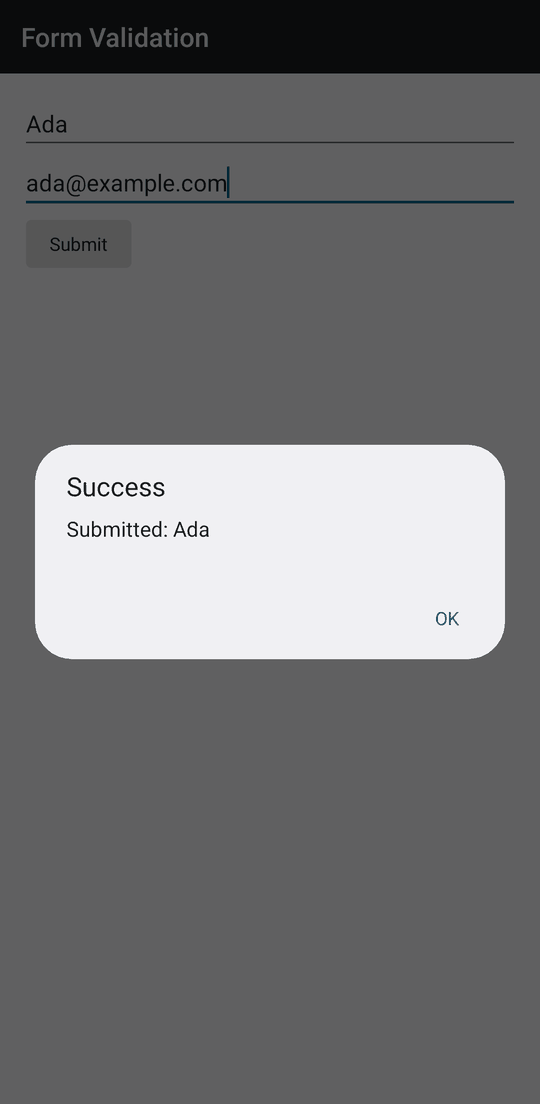 Form Validation
Ada
ada@example.com
Submit
Success
Submitted: Ada
OK